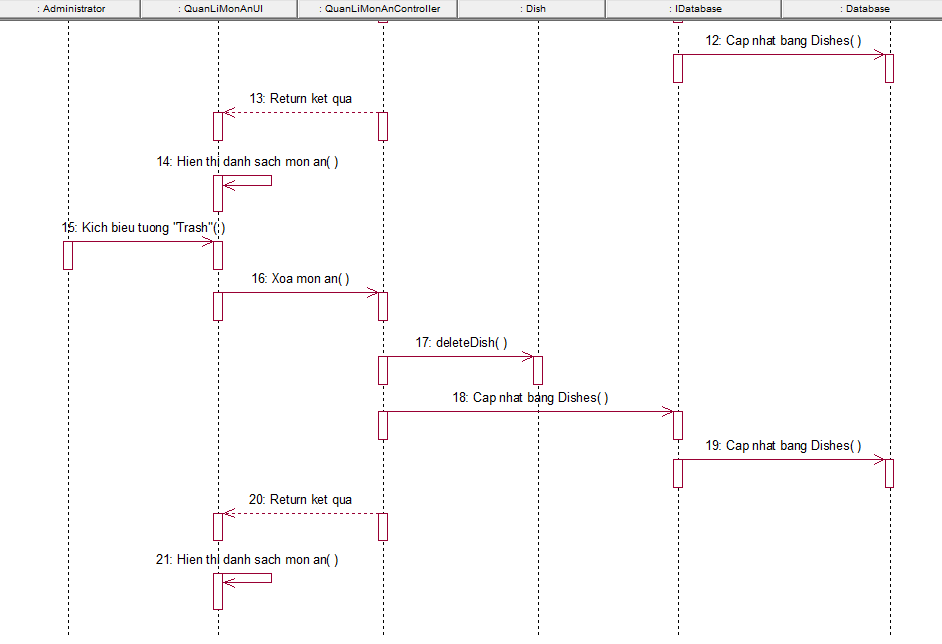 : Administrator
: QuanLiMonAnUI
: QuanLiMonAnController
: Dish
: IDatabase
: Database
12: Cap nhat bang Dishes( )
13: Return ket qua
14: Hien thi danh sach mon an( )
15: Kich bieu tuong "Trash"( )
16: Xoa mon an( )
17: deleteDish( )
18: Cap nhat bang Dishes( )
19: Cap nhat bang Dishes( )
20: Return ket qua
21: Hien thi danh sach mon an( )